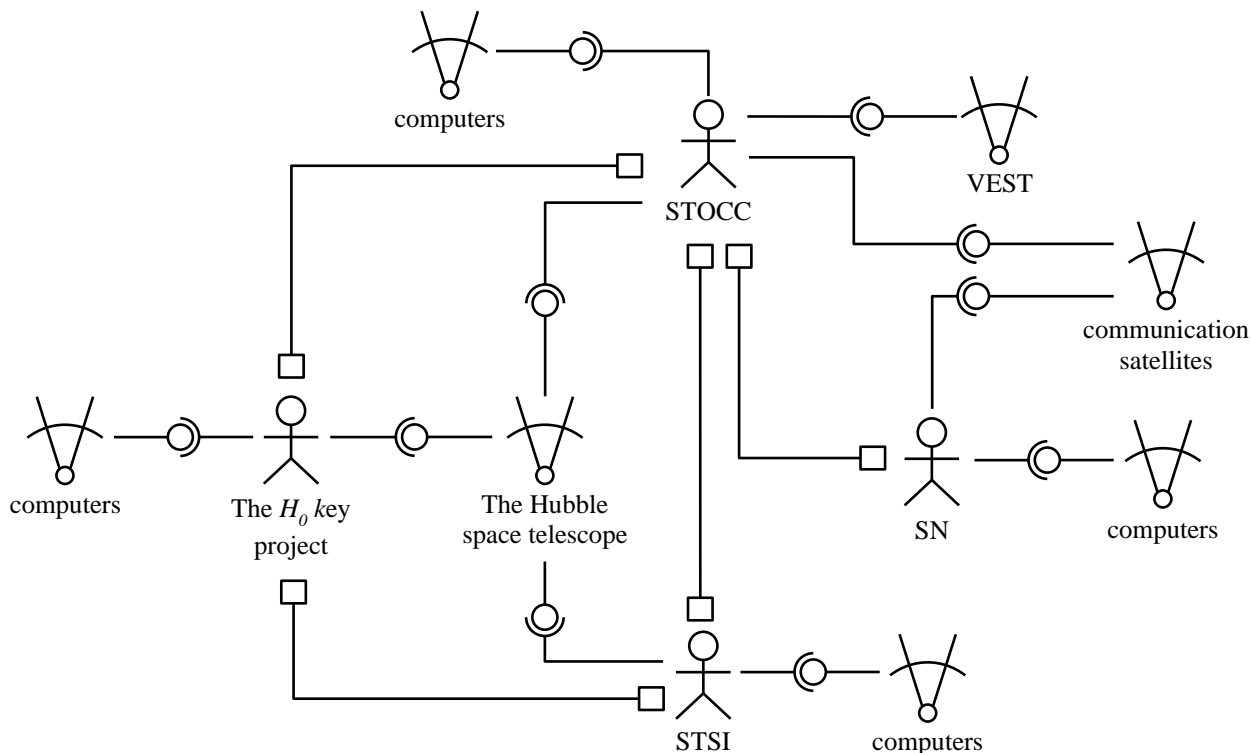 computers
VEST
STOCC
communication
satellites
computers
The H₀ key
project
The Hubble
space telescope
SN
computers
STSI
computers